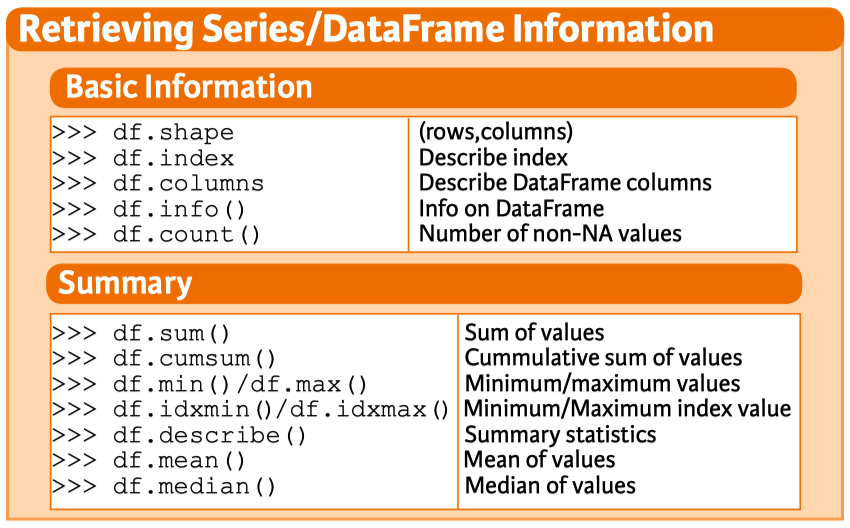 Retrieving Series/DataFrame Information
Basic Information
>>> df.shape (rows,columns)
>>> df.index Describe index
>>> df.columns Describe DataFrame columns
>>> df.info() Info on DataFrame
>>> df.count() Number of non-NA values
Summary
>>> df.sum() Sum of values
>>> df.cumsum() Cummulative sum of values
>>> df.min()/df.max() Minimum/maximum values
>>> df.idxmin()/df.idxmax() Minimum/Maximum index value
>>> df.describe() Summary statistics
>>> df.mean() Mean of values
>>> df.median() Median of values